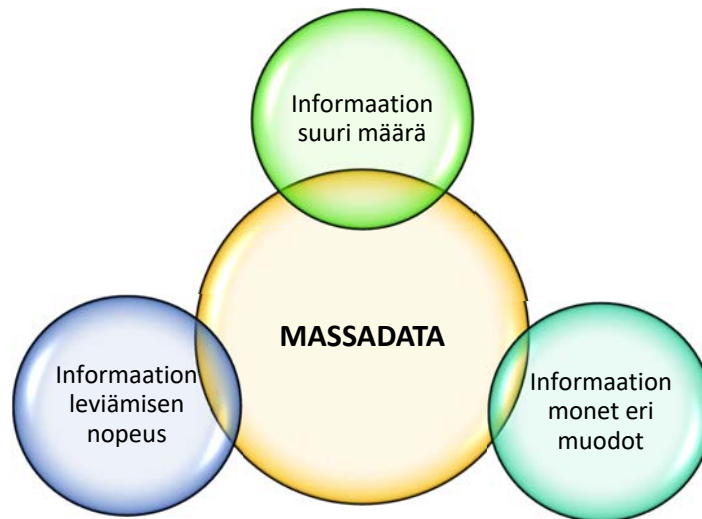 Informaation
suuri määrä
MASSADATA
Informaation
leviämisen
nopeus
Informaation
monet eri
muodot